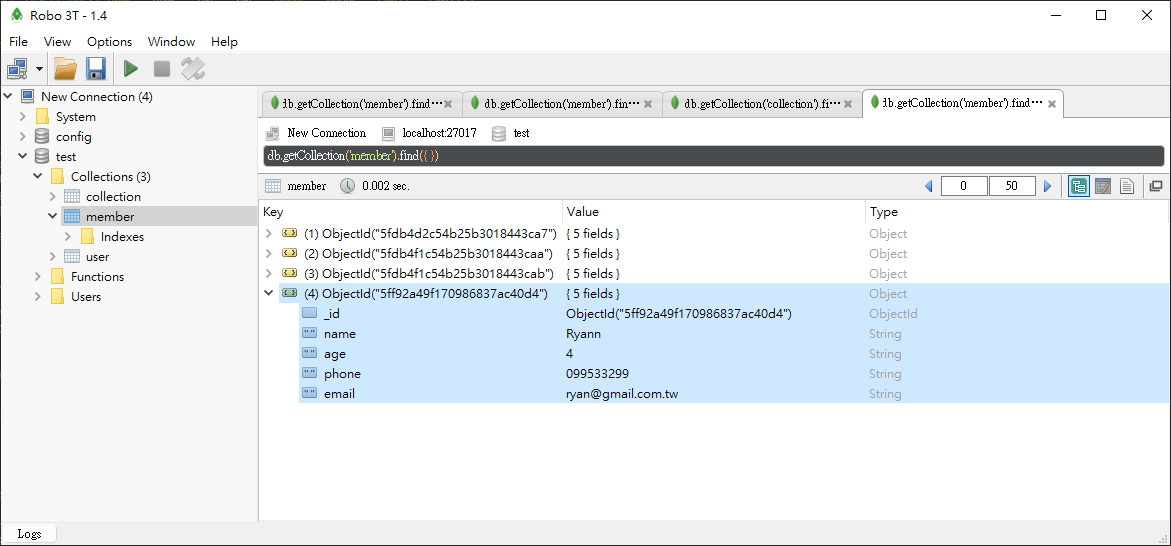 Robo 3T - 1.4
File View Options Window Help
New Connection (4)
System
config
test
Collections (3)
collection
member
Indexes
user
Functions
Users
db.getCollection('member').find··· db.getCollection('member').fin··· db.getCollection('collection').fi··· db.getCollection('member').find···
New Connection localhost:27017 test
db.getCollection('member').find({})
member 0.002 sec. 0 50
Key Value Type
(1) ObjectId("5fdb4d2c54b25b3018443ca7") { 5 fields } Object
(2) ObjectId("5fdb4f1c54b25b3018443caa") { 5 fields } Object
(3) ObjectId("5fdb4f1c54b25b3018443cab") { 5 fields } Object
(4) ObjectId("5ff92a49f170986837ac40d4") { 5 fields } Object
_id ObjectId("5ff92a49f170986837ac40d4") ObjectId
name Ryann String
age 4 String
phone 099533299 String
email ryan@gmail.com.tw String
Logs